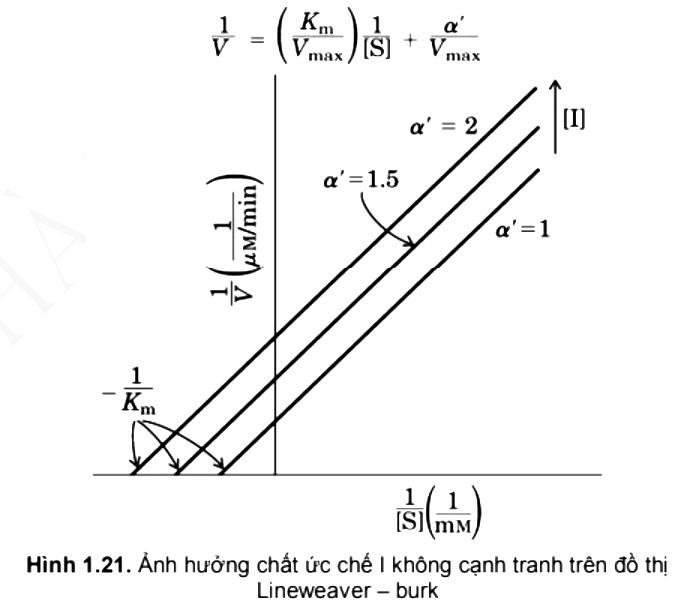 1/V = (Km/Vmax) 1/[S] + α′/Vmax
α′ = 2
[I]
α′=1.5
α′=1
1/V (1/μM/min)
− 1/Km
1/[S] (1/mM)
Hình 1.21. Ảnh hưởng chất ức chế I không cạnh tranh trên đồ thị
Lineweaver – burk